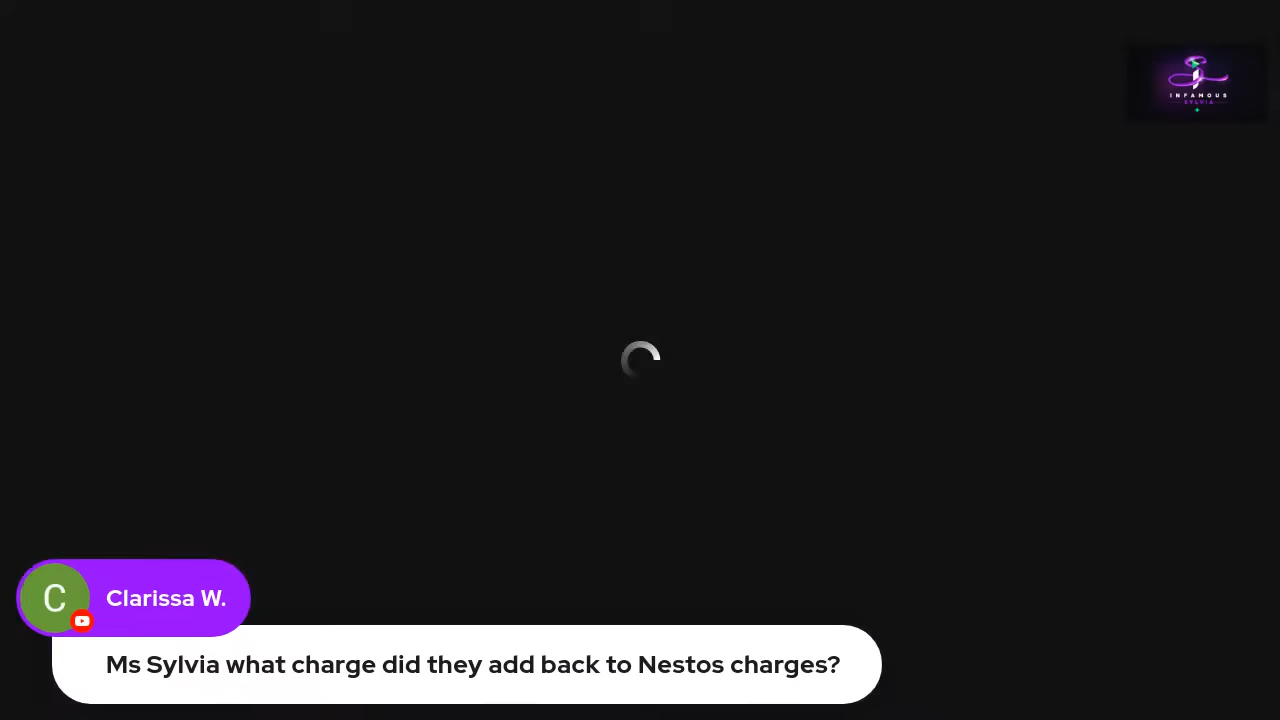 INFAMOUS
SYLVIA
C
Clarissa W.
Ms Sylvia what charge did they add back to Nestos charges?